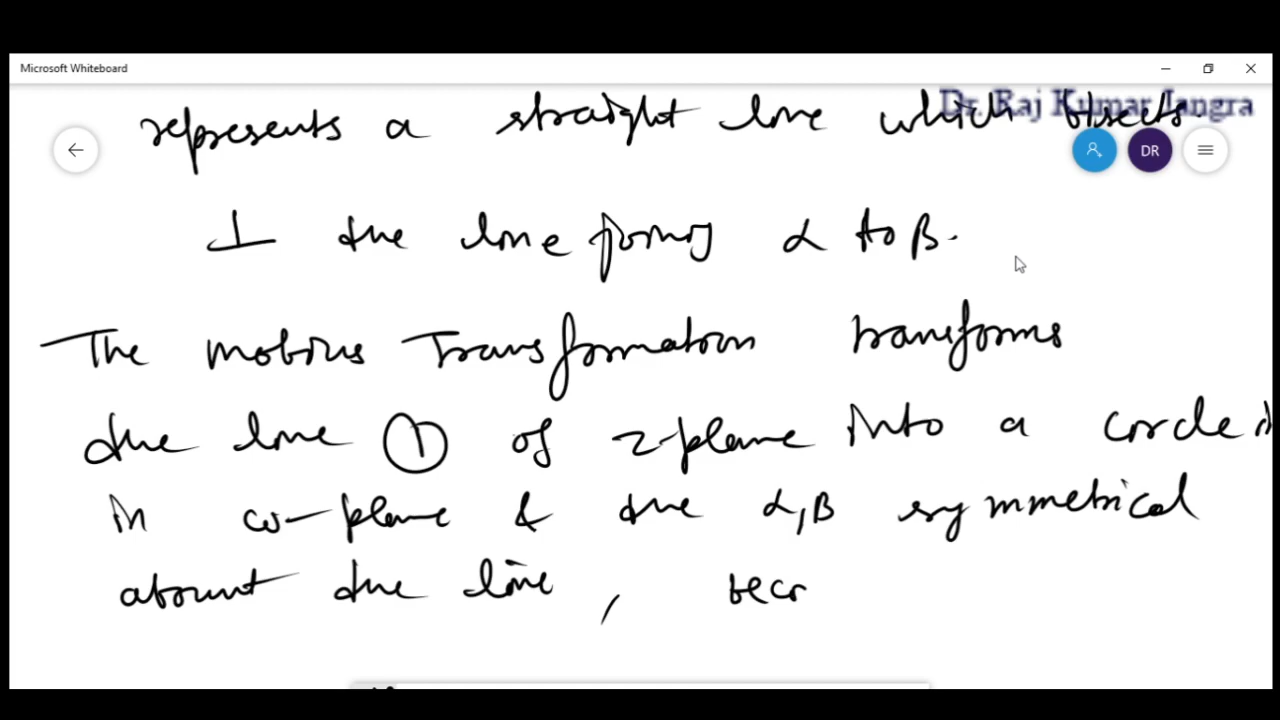 Microsoft Whiteboard
Dr. Raj Kumar Jangra
represents a straight line which bisects
DR
⊥ the line joining α to β.
The mobius Transformation transforms
the line ① of z-plane into a circle
in w-plane & the α, β symmetrical
about the line, beco